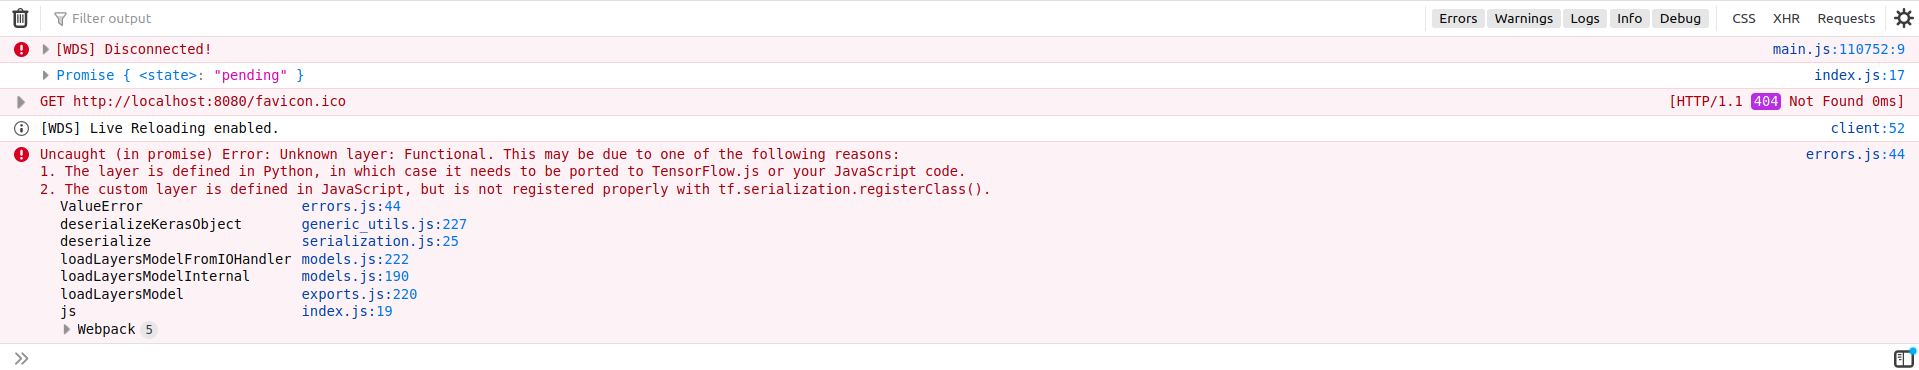 Filter output Errors Warnings Logs Info Debug CSS XHR Requests
[WDS] Disconnected! main.js:110752:9
Promise { <state>: "pending" } index.js:17
GET http://localhost:8080/favicon.ico [HTTP/1.1 404 Not Found 0ms]
[WDS] Live Reloading enabled. client:52
Uncaught (in promise) Error: Unknown layer: Functional. This may be due to one of the following reasons: errors.js:44
1. The layer is defined in Python, in which case it needs to be ported to TensorFlow.js or your JavaScript code.
2. The custom layer is defined in JavaScript, but is not registered properly with tf.serialization.registerClass().
ValueError errors.js:44
deserializeKerasObject generic_utils.js:227
deserialize serialization.js:25
loadLayersModelFromIOHandler models.js:222
loadLayersModelInternal models.js:190
loadLayersModel exports.js:220
js index.js:19
Webpack 5